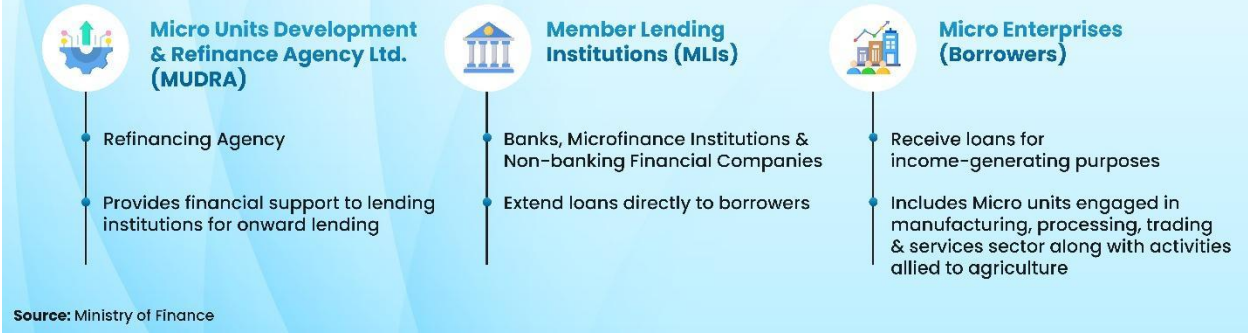 Micro Units Development
& Refinance Agency Ltd.
(MUDRA)
Refinancing Agency
Provides financial support to lending
institutions for onward lending
Member Lending
Institutions (MLIs)
Banks, Microfinance Institutions &
Non-banking Financial Companies
Extend loans directly to borrowers
Micro Enterprises
(Borrowers)
Receive loans for
income-generating purposes
Includes Micro units engaged in
manufacturing, processing, trading
& services sector along with activities
allied to agriculture
Source: Ministry of Finance